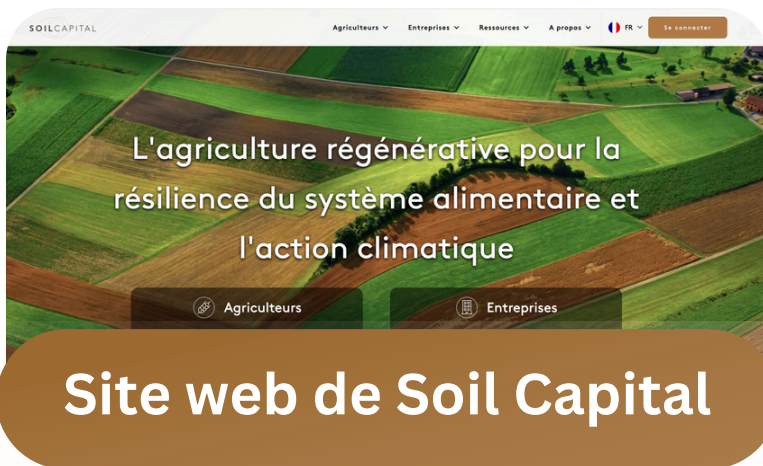 SOILCAPITAL
Agriculteurs Entreprises Ressources A propos FR Se connecter
L'agriculture régénérative pour la
résilience du système alimentaire et
l'action climatique
Agriculteurs Entreprises
Site web de Soil Capital